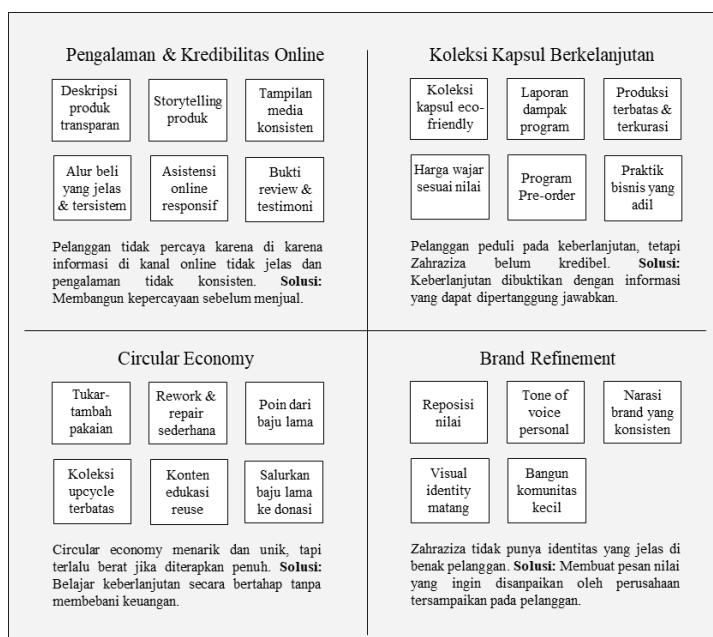 Pengalaman & Kredibilitas Online
Deskripsi
produk
transparan
Storytelling
produk
Tampilan
media
konsisten
Alur beli
yang jelas
& tersistem
Asistensi
online
responsif
Bukti
review &
testimoni
Pelanggan tidak percaya karena di karena
informasi di kanal online tidak jelas dan
pengalaman tidak konsisten. Solusi:
Membangun kepercayaan sebelum menjual.
Koleksi Kapsul Berkelanjutan
Koleksi
kapsul eco-
friendly
Laporan
dampak
program
Produksi
terbatas &
terkurasi
Harga wajar
sesuai nilai
Program
Pre-order
Praktik
bisnis yang
adil
Pelanggan peduli pada keberlanjutan, tetapi
Zahraziza belum kredibel. Solusi:
Keberlanjutan dibuktikan dengan informasi
yang dapat dipertanggung jawabkan.
Circular Economy
Tukar-
tambah
pakaian
Rework &
repair
sederhana
Poin dari
baju lama
Koleksi
upcycle
terbatas
Konten
edukasi
reuse
Salurkan
baju lama
ke donasi
Circular economy menarik dan unik, tapi
terlalu berat jika diterapkan penuh. Solusi:
Belajar keberlanjutan secara bertahap tanpa
membebani keuangan.
Brand Refinement
Reposisi
nilai
Tone of
voice
personal
Narasi
brand yang
konsisten
Visual
identity
matang
Bangun
komunitas
kecil
Zahraziza tidak punya identitas yang jelas di
benak pelanggan. Solusi: Membuat pesan nilai
yang ingin disanpaikan oleh perusahaan
tersampaikan pada pelanggan.